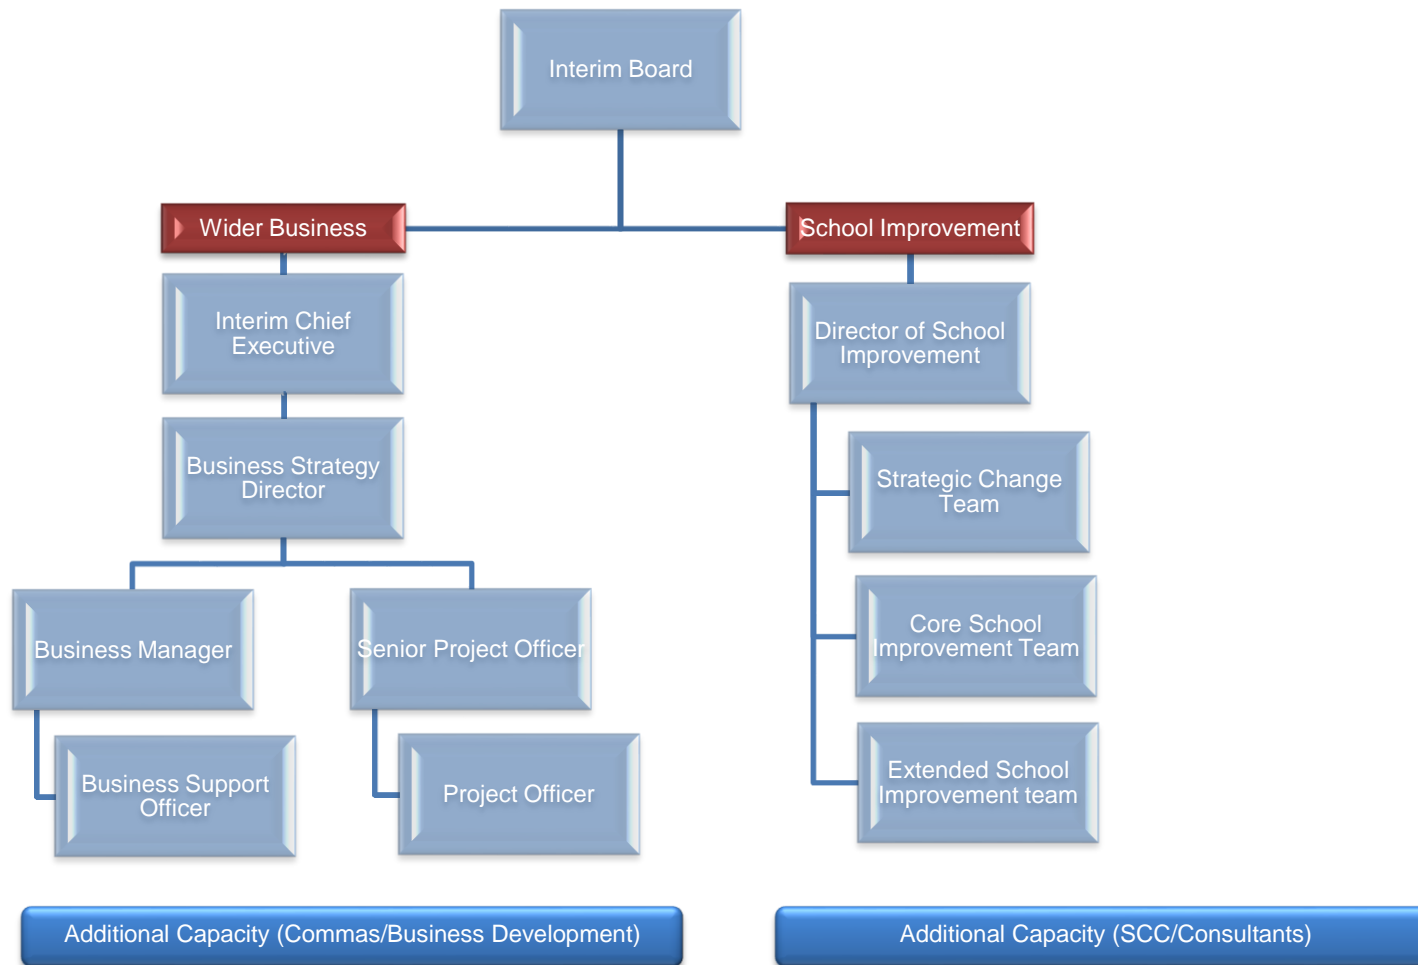 Interim Board
Wider Business
School Improvement
Interim Chief
Executive
Director of School
Improvement
Business Strategy
Director
Strategic Change
Team
Business Manager
Senior Project Officer
Core School
Improvement Team
Business Support
Officer
Project Officer
Extended School
Improvement team
Additional Capacity (Commas/Business Development)
Additional Capacity (SCC/Consultants)